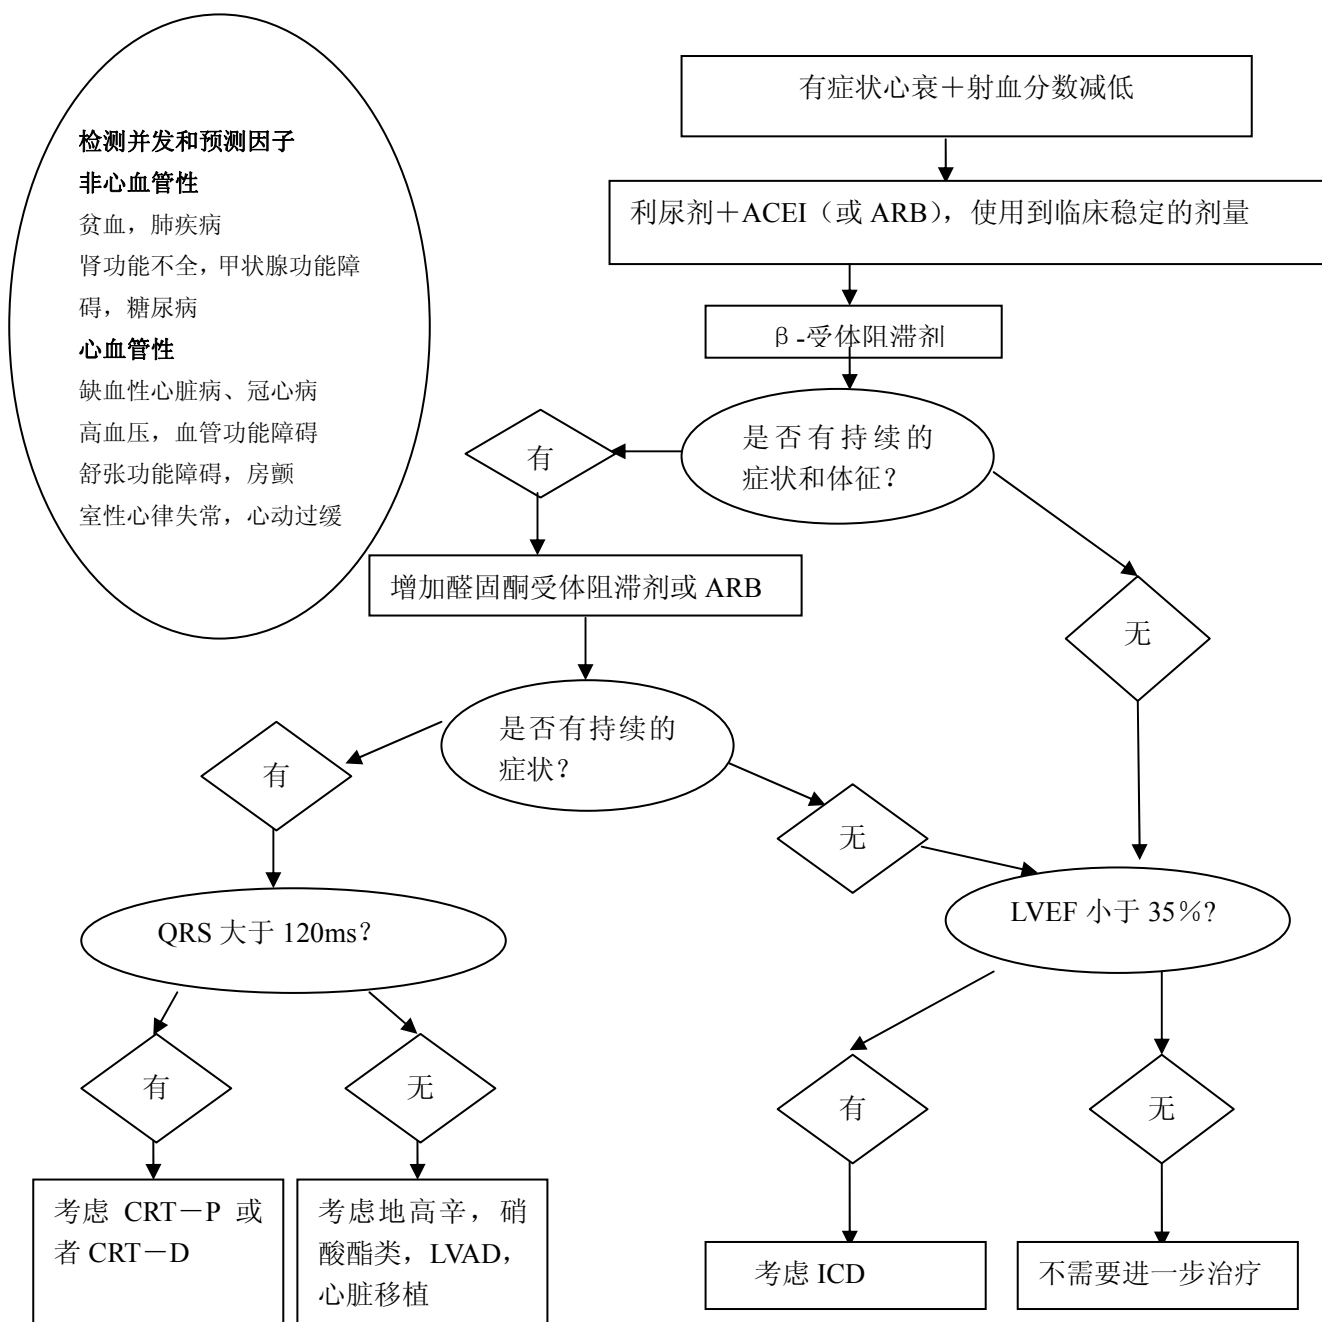 检测并发和预测因子
非心血管性
贫血，肺疾病
肾功能不全，甲状腺功能障
碍，糖尿病
心血管性
缺血性心脏病、冠心病
高血压，血管功能障碍
舒张功能障碍，房颤
室性心律失常，心动过缓
有症状心衰＋射血分数减低
利尿剂＋ACEI（或 ARB），使用到临床稳定的剂量
β-受体阻滞剂
是否有持续的
症状和体征？
有
无
增加醛固酮受体阻滞剂或 ARB
是否有持续的
症状？
有
无
QRS 大于 120ms？
LVEF 小于 35％?
有
无
有
无
考虑 CRT－P 或
者 CRT－D
考虑地高辛，硝
酸酯类，LVAD，
心脏移植
考虑 ICD
不需要进一步治疗